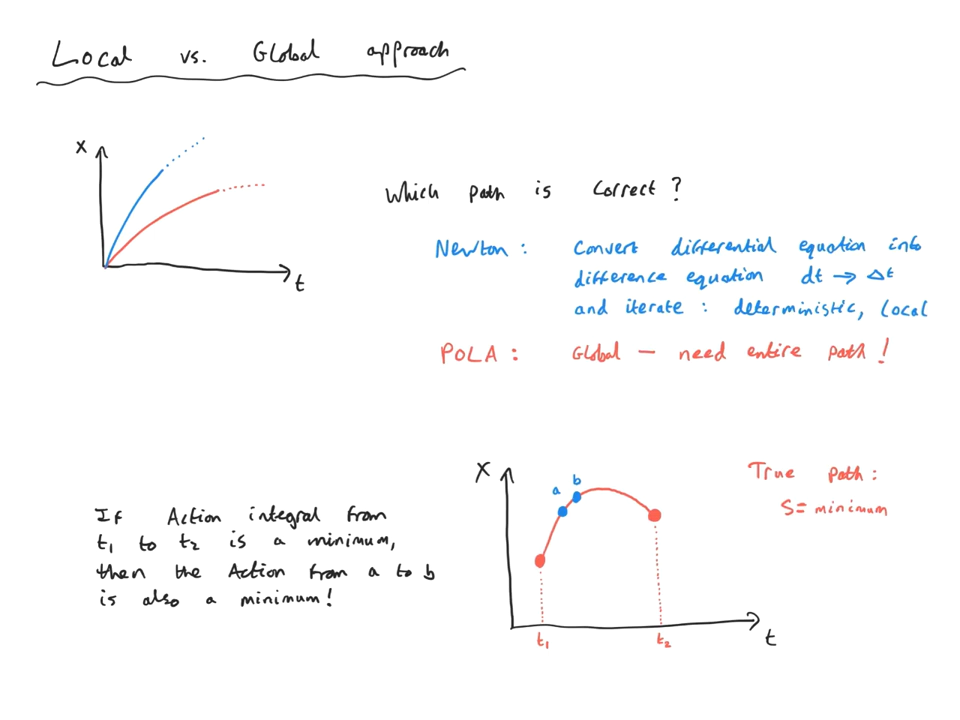 Local vs. Global approach
x
t
Which path is correct?
Newton: Convert differential equation into
difference equation dt → Δt
and iterate: deterministic, local
POLA: Global — need entire path!
If Action integral from
t₁ to t₂ is a minimum,
then the Action from a to b
is also a minimum!
x
a
b
t₁
t₂
t
True path:
S = minimum